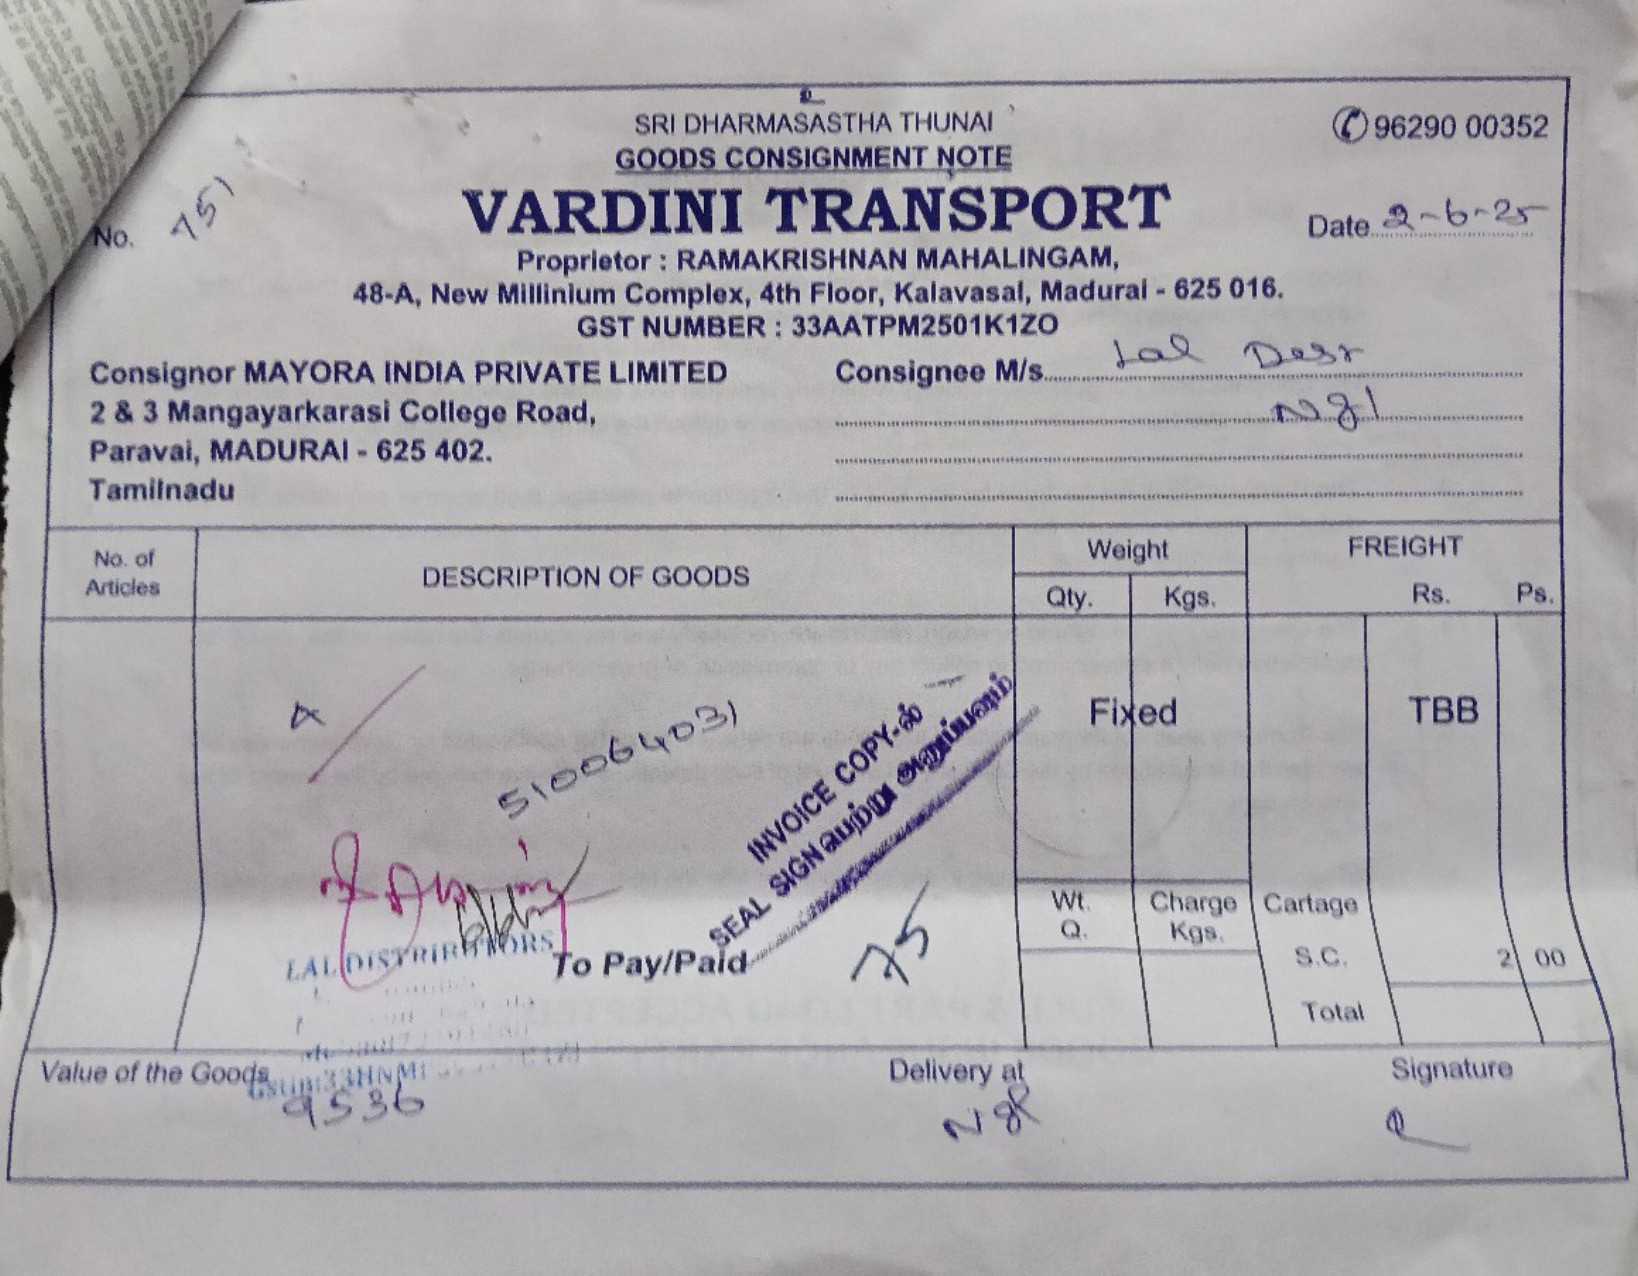 உ
SRI DHARMASASTHA THUNAI
GOODS CONSIGNMENT NOTE
✆ 96290 00352
VARDINI TRANSPORT
No. 751
Date 2-6-25
Proprietor : RAMAKRISHNAN MAHALINGAM,
48-A, New Millinium Complex, 4th Floor, Kalavasal, Madurai - 625 016.
GST NUMBER : 33AATPM2501K1ZO
Consignor MAYORA INDIA PRIVATE LIMITED
2 & 3 Mangayarkarasi College Road,
Paravai, MADURAI - 625 402.
Tamilnadu
Consignee M/s. Lal
No. of Articles
DESCRIPTION OF GOODS
Weight
Qty. Kgs.
FREIGHT
Rs. Ps.
510064031
INVOICE COPY-ல்
SEAL SIGN பெற்று அனுப்பவும்
Fixed
TBB
LAL DISTRIBUTORS
To Pay/Paid
75
Wt. Q.
Charge Kgs.
Cartage
S.C. 2 00
Total
Value of the Goods
9536
Delivery at
Signature